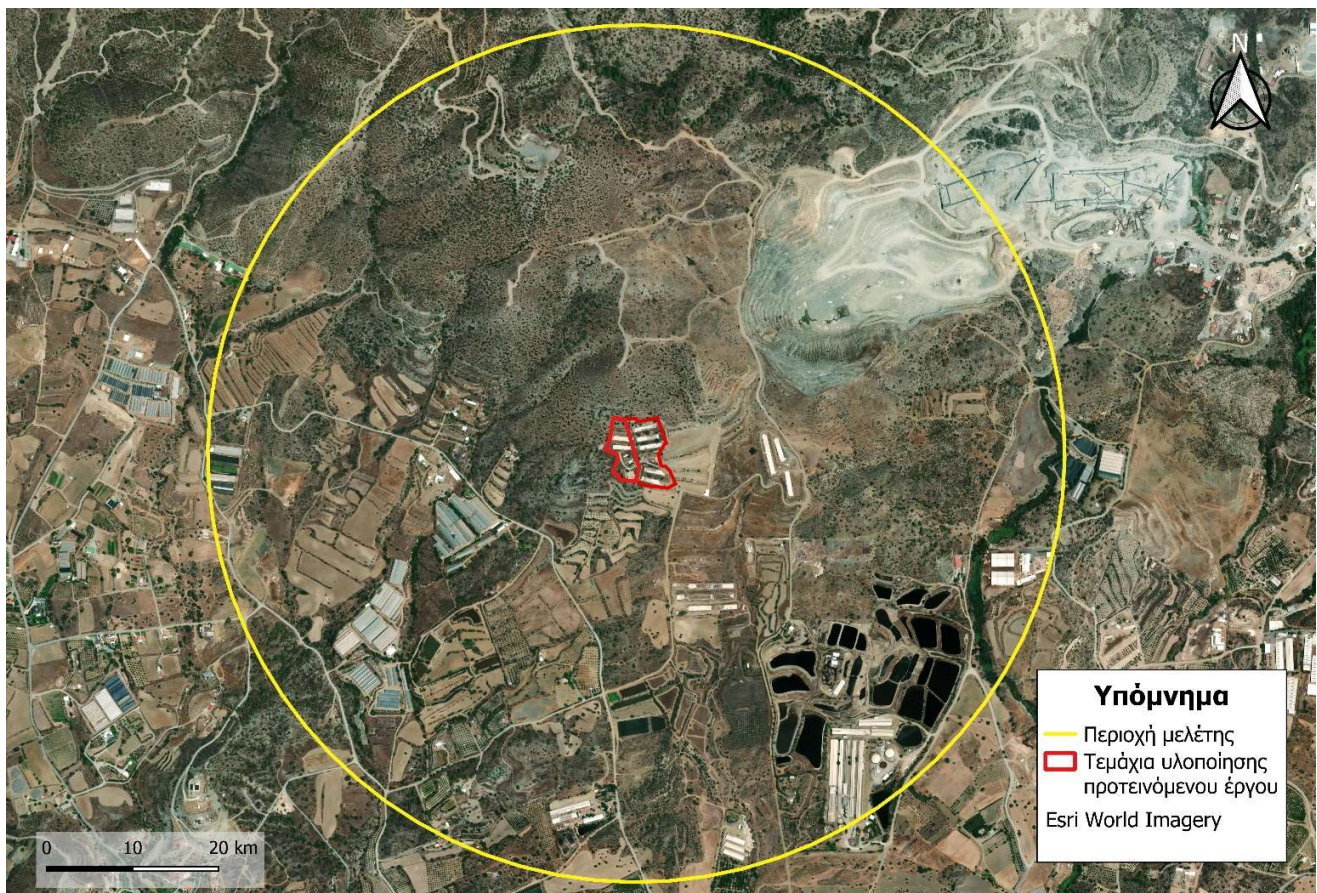 N
Υπόμνημα
Περιοχή μελέτης
Τεμάχια υλοποίησης
προτεινόμενου έργου
Esri World Imagery
0 10 20 km